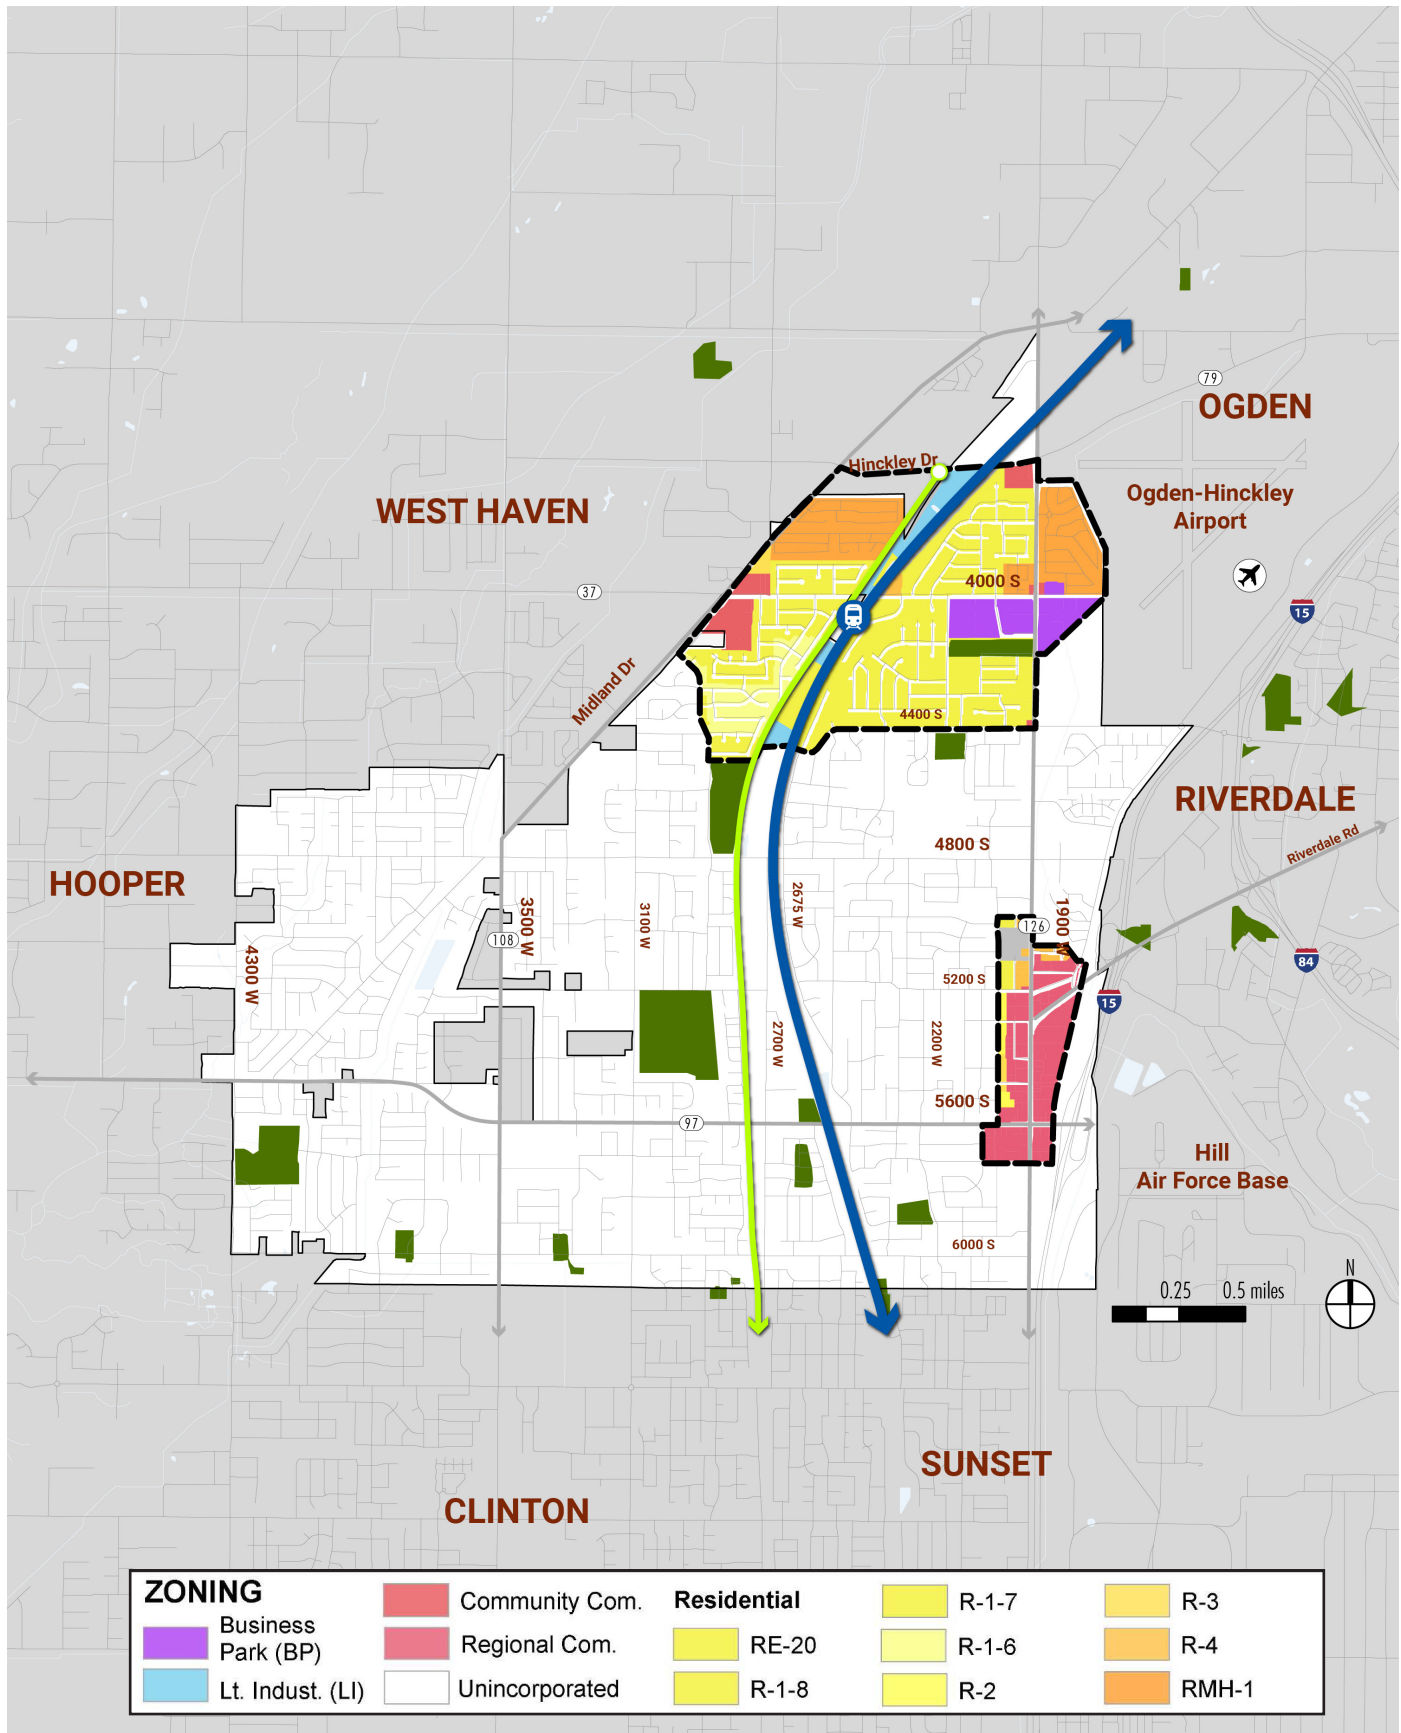 79
OGDEN
Hinckley Dr
WEST HAVEN
Ogden-Hinckley
Airport
4000 S
37
15
Midland Dr
4400 S
RIVERDALE
Riverdale Rd
4800 S
HOOPER
2675 W
3500 W
3100 W
1900 W
126
108
4300 W
84
5200 S
15
2700 W
2200 W
5600 S
97
Hill
Air Force Base
6000 S
N
0.25
0.5 miles
SUNSET
CLINTON
ZONING
Business
Park (BP)
Lt. Indust. (LI)
Community Com.
Regional Com.
Unincorporated
Residential
RE-20
R-1-8
R-1-7
R-1-6
R-2
R-3
R-4
RMH-1